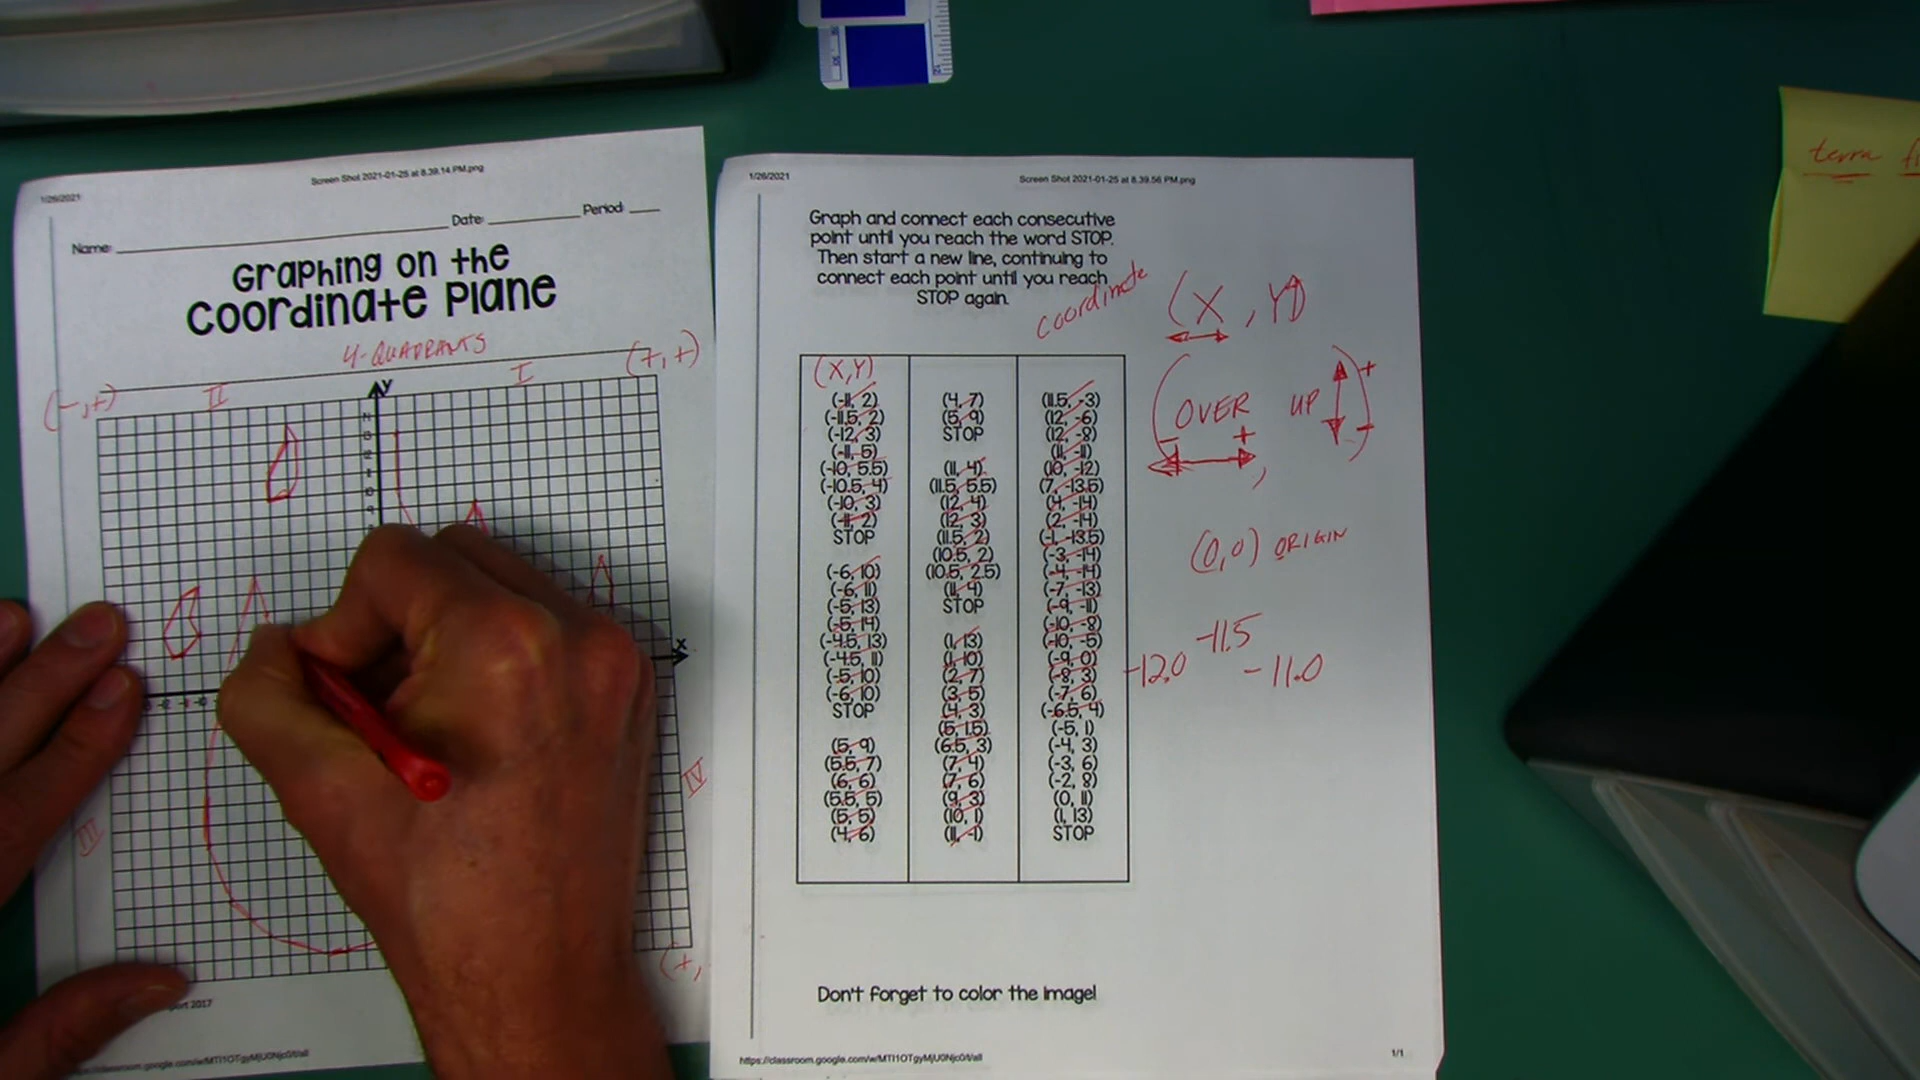 1/26/2021
Screen Shot 2021-01-25 at 8.39.14 PM.png
Name: Date: Period:
Graphing on the
Coordinate Plane
4-QUADRANTS
(-,+)
II
I
(+,+)
y
x
III
IV
(+,
2017
1/26/2021
Screen Shot 2021-01-25 at 8.39.56 PM.png
Graph and connect each consecutive
point until you reach the word STOP.
Then start a new line, continuing to
connect each point until you reach
STOP again.
coordinate
(X,Y)
(-11, 2)
(-11.5, 2)
(-12, 3)
(-11, 5)
(-10, 5.5)
(-10.5, 4)
(-10, 3)
(-11, 2)
STOP
(-6, 10)
(-6, 11)
(-5, 13)
(-5, 14)
(-4.5, 13)
(-4.5, 11)
(-5, 10)
(-6, 10)
STOP
(5, 9)
(5.5, 7)
(6, 6)
(5.5, 5)
(5, 5)
(4, 6)
(4, 7)
(5, 9)
STOP
(11, 4)
(11.5, 5.5)
(12, 4)
(12, 3)
(11.5, 2)
(10.5, 2)
(10.5, 2.5)
(11, 4)
STOP
(1, 13)
(1, 10)
(2, 7)
(3, 5)
(4, 3)
(5, 1.5)
(6.5, 3)
(7, 4)
(7, 6)
(9, 3)
(10, 1)
(11, -1)
(11.5, -3)
(12, -6)
(12, -8)
(11, -11)
(10, -12)
(7, -13.5)
(4, -14)
(2, -14)
(-1, -13.5)
(-3, -14)
(-4, -14)
(-7, -13)
(-9, -11)
(-10, -8)
(-10, -5)
(-9, 0)
(-8, 3)
(-7, 6)
(-6.5, 4)
(-5, 1)
(-4, 3)
(-3, 6)
(-2, 8)
(0, 11)
(1, 13)
STOP
(X, Y)
(OVER UP)
- + ,
+
-
(0,0) ORIGIN
-12.0 -11.5 -11.0
Don't forget to color the image!
https://classroom.google.com/w/MTI1OTgyMjU0Njc0/t/all
1/1
terra